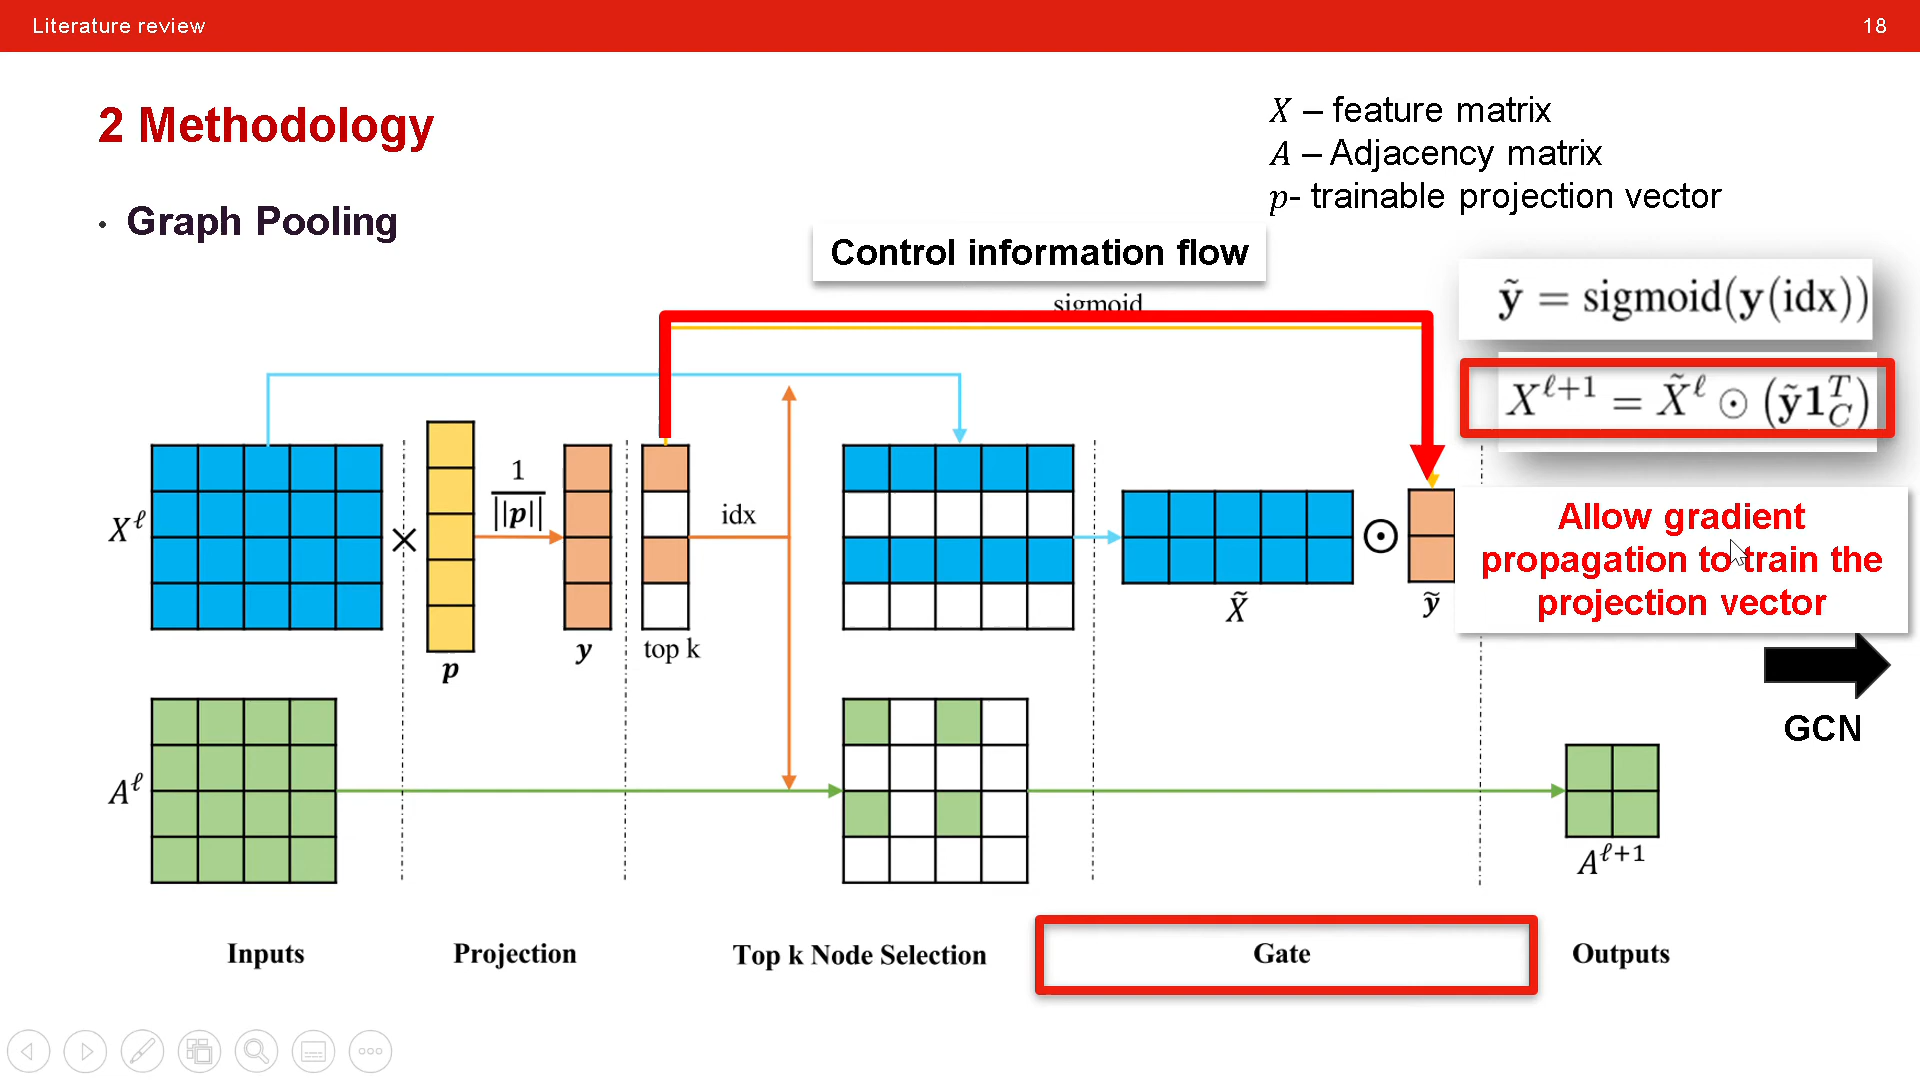 Literature review
18
2 Methodology
X – feature matrix
A – Adjacency matrix
p- trainable projection vector
• Graph Pooling
Control information flow
sigmoid
ỹ = sigmoid(y(idx))
X^{ℓ+1} = X̃^ℓ ⊙ (ỹ1_C^T)
Allow gradient
propagation to train the
projection vector
X^ℓ
×
1
||p||
idx
⊙
p
y
top k
X̃
ỹ
GCN
A^ℓ
A^{ℓ+1}
Inputs
Projection
Top k Node Selection
Gate
Outputs